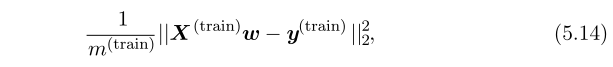 1/m^(train) ||X^(train) w − y^(train)||_2^2, (5.14)